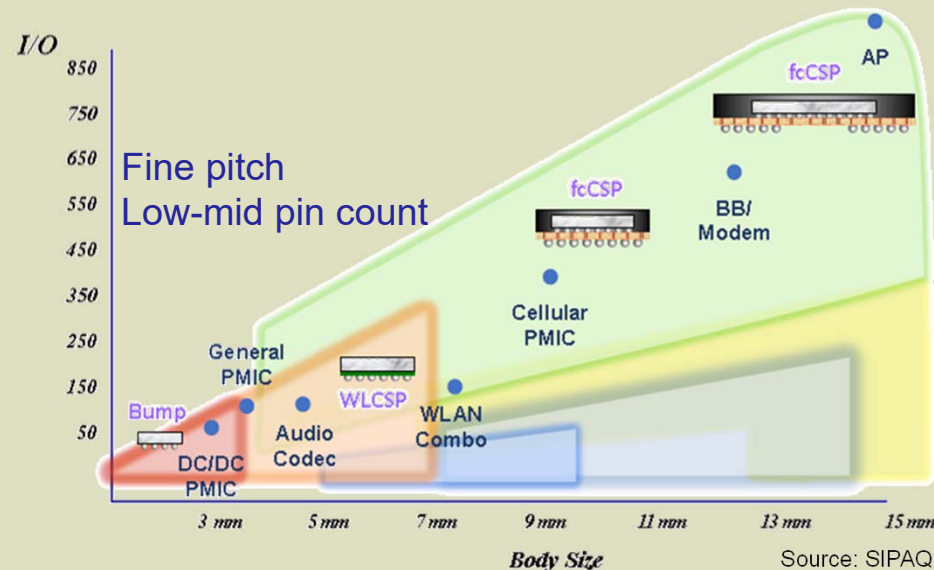 I/O
850
750
650
550
450
350
250
150
50
Fine pitch
Low-mid pin count
AP
fcCSP
fcCSP
BB/
Modem
Cellular
PMIC
General
PMIC
WLCSP
WLAN
Combo
Bump
Audio
Codec
DC/DC
PMIC
3 mm
5 mm
7 mm
9 mm
11 mm
13 mm
15 mm
Body Size
Source: SIPAQ